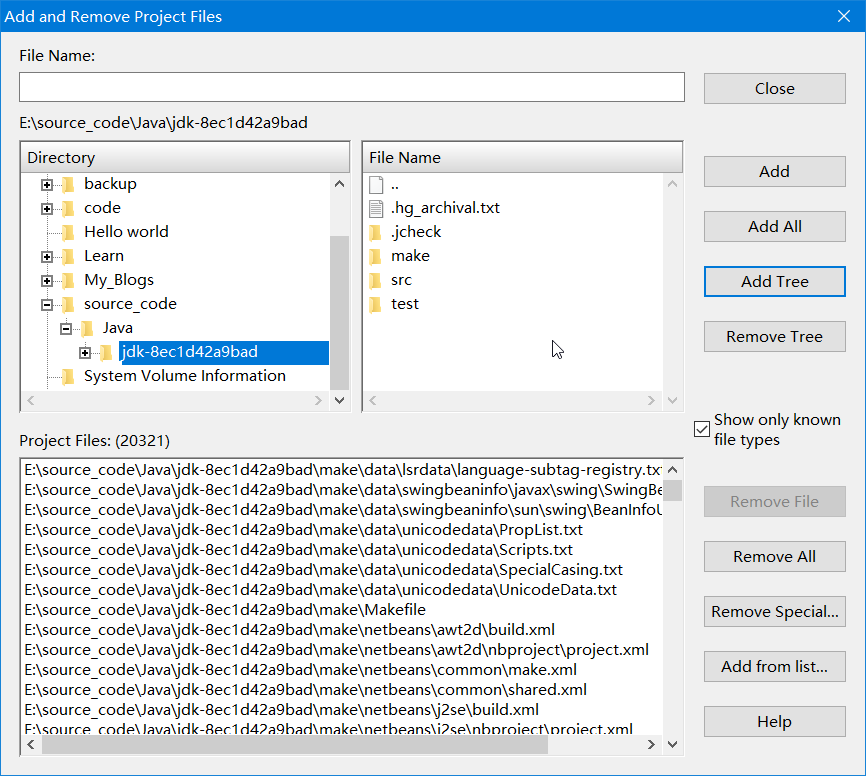 Add and Remove Project Files
File Name:
Close
E:\source_code\Java\jdk-8ec1d42a9bad
Directory
backup
code
Hello world
Learn
My_Blogs
source_code
Java
jdk-8ec1d42a9bad
System Volume Information
File Name
..
.hg_archival.txt
.jcheck
make
src
test
Add
Add All
Add Tree
Remove Tree
Show only known
file types
Project Files: (20321)
E:\source_code\Java\jdk-8ec1d42a9bad\make\data\lsrdata\language-subtag-registry.txt
E:\source_code\Java\jdk-8ec1d42a9bad\make\data\swingbeaninfo\javax\swing\SwingBe
E:\source_code\Java\jdk-8ec1d42a9bad\make\data\swingbeaninfo\sun\swing\BeanInfoU
E:\source_code\Java\jdk-8ec1d42a9bad\make\data\unicodedata\PropList.txt
E:\source_code\Java\jdk-8ec1d42a9bad\make\data\unicodedata\Scripts.txt
E:\source_code\Java\jdk-8ec1d42a9bad\make\data\unicodedata\SpecialCasing.txt
E:\source_code\Java\jdk-8ec1d42a9bad\make\data\unicodedata\UnicodeData.txt
E:\source_code\Java\jdk-8ec1d42a9bad\make\Makefile
E:\source_code\Java\jdk-8ec1d42a9bad\make\netbeans\awt2d\build.xml
E:\source_code\Java\jdk-8ec1d42a9bad\make\netbeans\awt2d\nbproject\project.xml
E:\source_code\Java\jdk-8ec1d42a9bad\make\netbeans\common\make.xml
E:\source_code\Java\jdk-8ec1d42a9bad\make\netbeans\common\shared.xml
E:\source_code\Java\jdk-8ec1d42a9bad\make\netbeans\j2se\build.xml
E:\source_code\Java\jdk-8ec1d42a9bad\make\netbeans\j2se\nbproject\project.xml
Remove File
Remove All
Remove Special...
Add from list...
Help